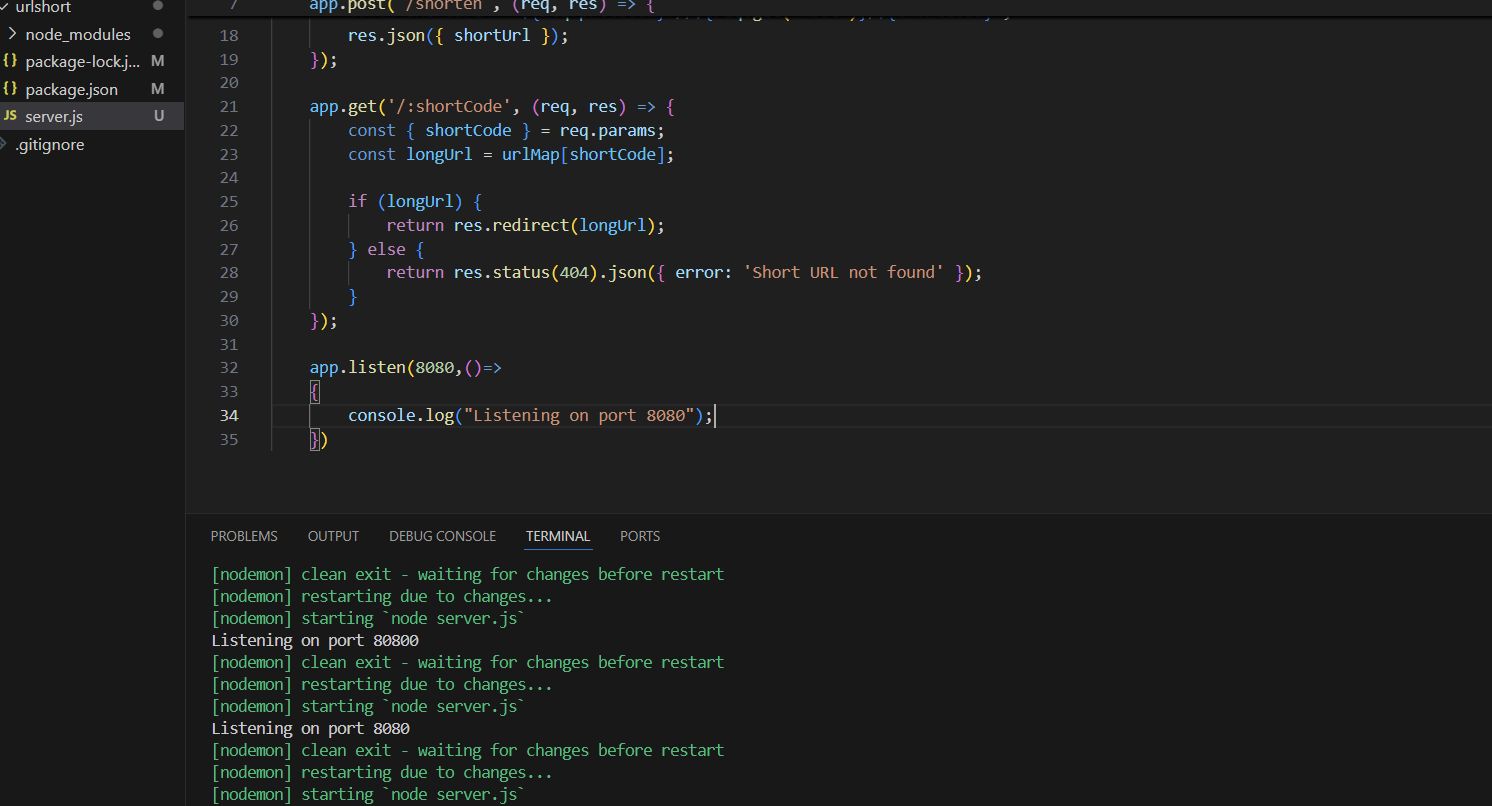 urlshort
node_modules
package-lock.j... M
package.json M
server.js U
.gitignore
7 app.post('/shorten', (req, res) => {
18 res.json({ shortUrl });
19 });
20
21 app.get('/:shortCode', (req, res) => {
22 const { shortCode } = req.params;
23 const longUrl = urlMap[shortCode];
24
25 if (longUrl) {
26 return res.redirect(longUrl);
27 } else {
28 return res.status(404).json({ error: 'Short URL not found' });
29 }
30 });
31
32 app.listen(8080,()=>
33 {
34 console.log("Listening on port 8080");
35 })
PROBLEMS OUTPUT DEBUG CONSOLE TERMINAL PORTS
[nodemon] clean exit - waiting for changes before restart
[nodemon] restarting due to changes...
[nodemon] starting `node server.js`
Listening on port 80800
[nodemon] clean exit - waiting for changes before restart
[nodemon] restarting due to changes...
[nodemon] starting `node server.js`
Listening on port 8080
[nodemon] clean exit - waiting for changes before restart
[nodemon] restarting due to changes...
[nodemon] starting `node server.js`